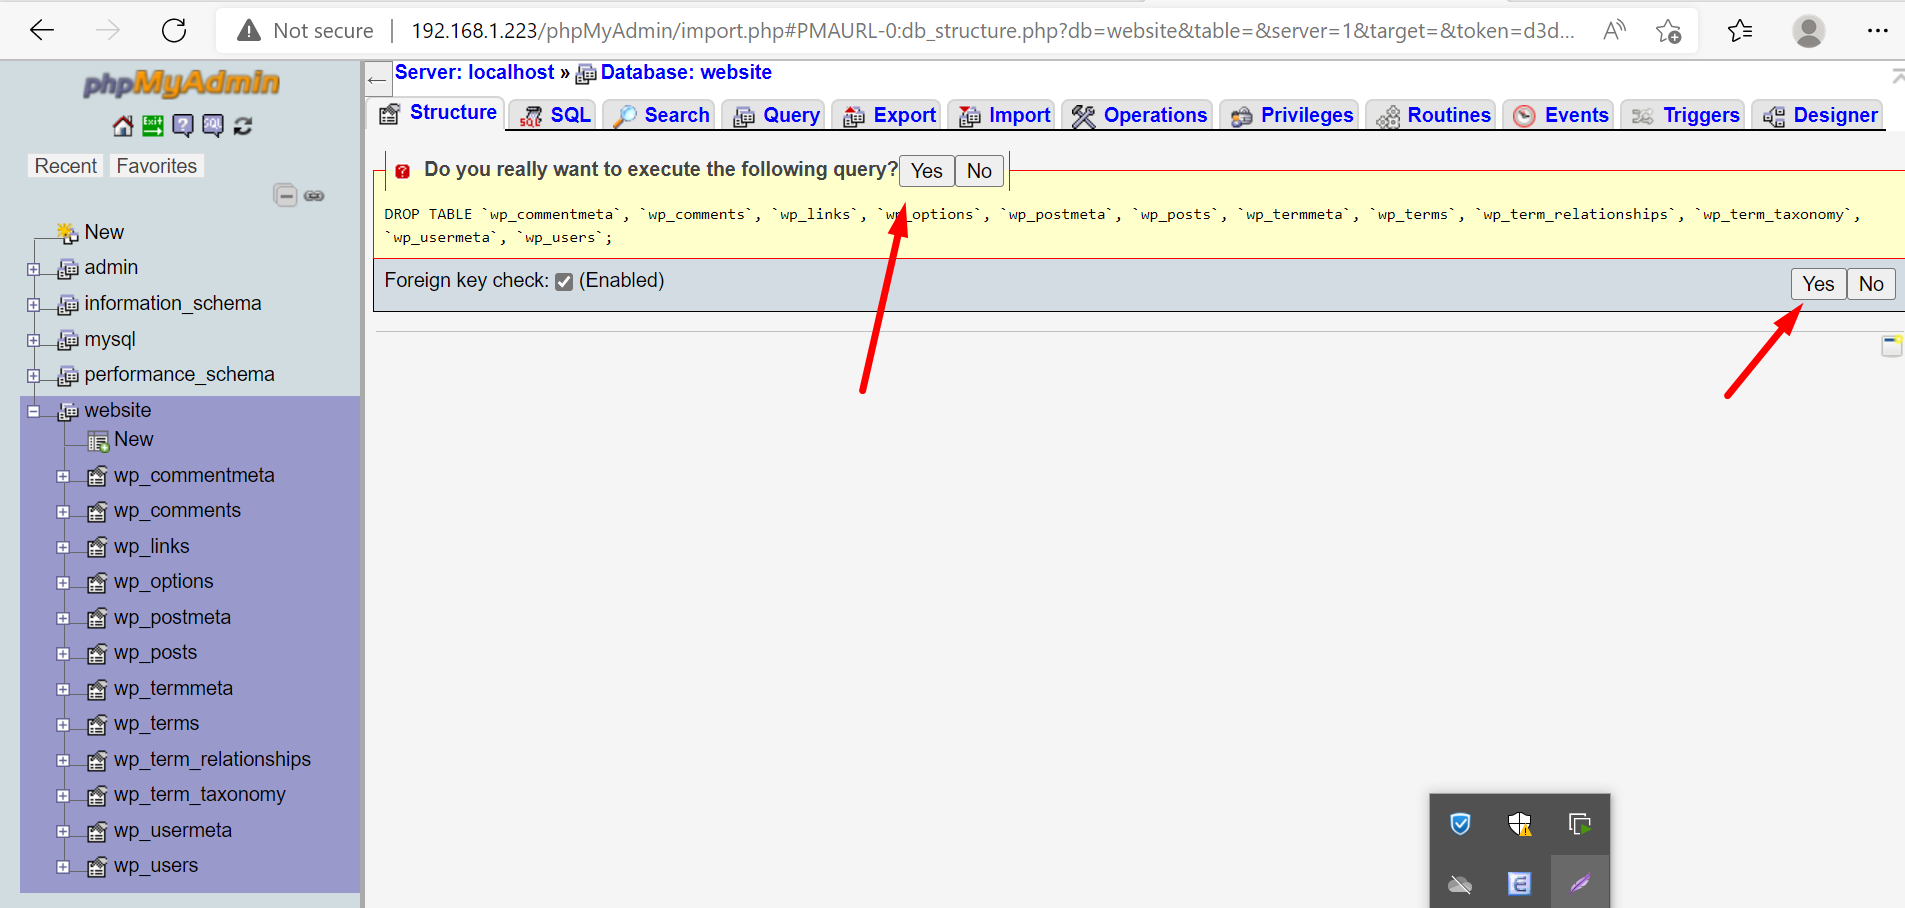 Not secure
192.168.1.223/phpMyAdmin/import.php#PMAURL-0:db_structure.php?db=website&table=&server=1&target=&token=d3d...
phpMyAdmin
Recent
Favorites
New
admin
information_schema
mysql
performance_schema
website
New
wp_commentmeta
wp_comments
wp_links
wp_options
wp_postmeta
wp_posts
wp_termmeta
wp_terms
wp_term_relationships
wp_term_taxonomy
wp_usermeta
wp_users
Server: localhost » Database: website
Structure
SQL
Search
Query
Export
Import
Operations
Privileges
Routines
Events
Triggers
Designer
Do you really want to execute the following query? Yes No
DROP TABLE `wp_commentmeta`, `wp_comments`, `wp_links`, `wp_options`, `wp_postmeta`, `wp_posts`, `wp_termmeta`, `wp_terms`, `wp_term_relationships`, `wp_term_taxonomy`,
`wp_usermeta`, `wp_users`;
Foreign key check: (Enabled)
Yes No